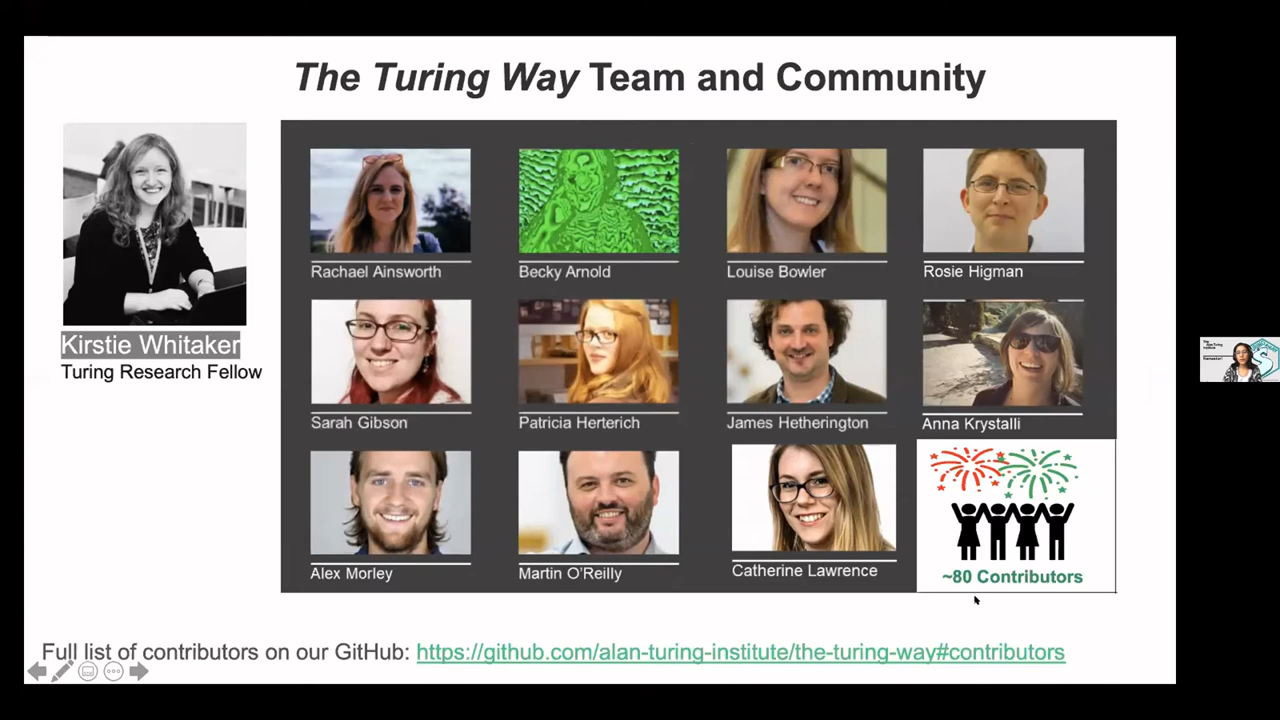 The Turing Way Team and Community
Kirstie Whitaker
Turing Research Fellow
Rachael Ainsworth
Becky Arnold
Louise Bowler
Rosie Higman
Sarah Gibson
Patricia Herterich
James Hetherington
Anna Krystalli
Alex Morley
Martin O'Reilly
Catherine Lawrence
~80 Contributors
Full list of contributors on our GitHub: https://github.com/alan-turing-institute/the-turing-way#contributors